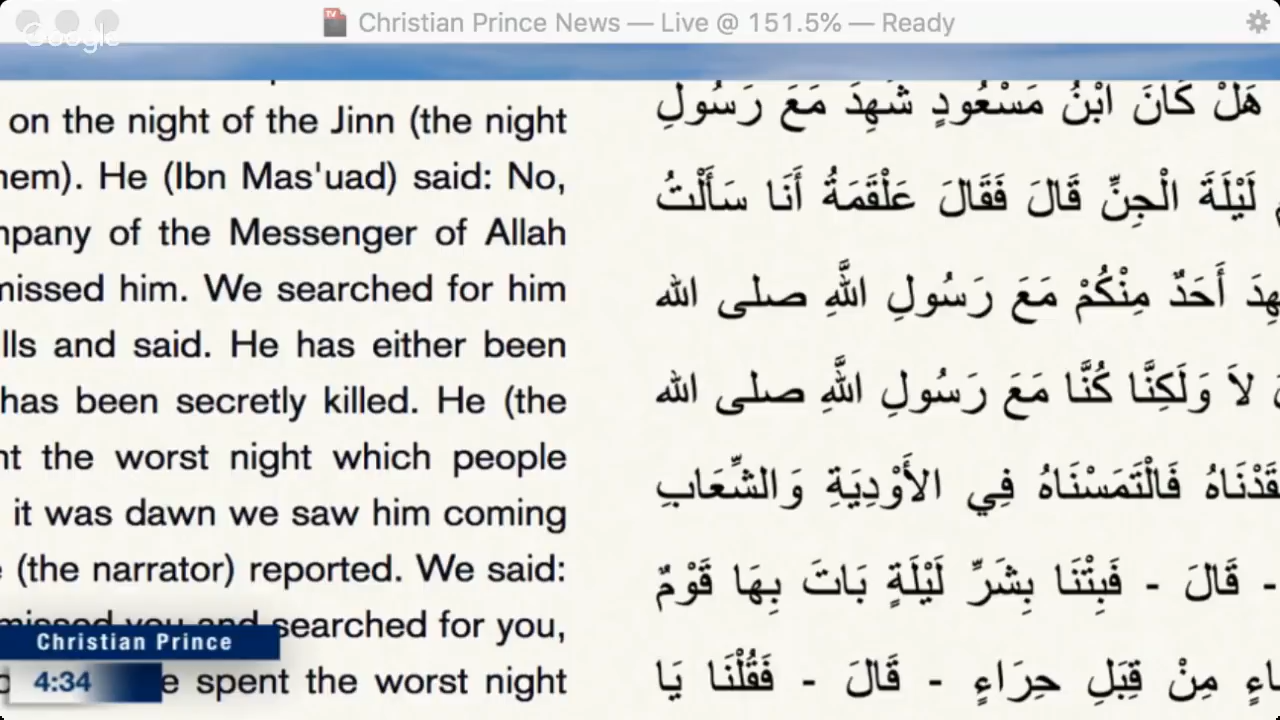 Christian Prince News — Live @ 151.5% — Ready
Google
on the night of the Jinn (the night
hem). He (Ibn Mas'uad) said: No,
mpany of the Messenger of Allah
missed him. We searched for him
lls and said. He has either been
has been secretly killed. He (the
nt the worst night which people
it was dawn we saw him coming
e (the narrator) reported. We said:
missed you and searched for you,
e spent the worst night
هَلْ كَانَ ابْنُ مَسْعُودٍ شَهِدَ مَعَ رَسُولِ
لَيْلَةَ الْجِنِّ قَالَ فَقَالَ عَلْقَمَةُ أَنَا سَأَلْتُ
هِدَ أَحَدٌ مِنْكُمْ مَعَ رَسُولِ اللَّهِ صلى الله
لاَ وَلَكِنَّا كُنَّا مَعَ رَسُولِ اللَّهِ صلى الله
قَدْنَاهُ فَالْتَمَسْنَاهُ فِي الأَوْدِيَةِ وَالشِّعَابِ
- قَالَ - فَبِتْنَا بِشَرِّ لَيْلَةٍ بَاتَ بِهَا قَوْمٌ
اءٍ مِنْ قِبَلِ حِرَاءٍ - قَالَ - فَقُلْنَا يَا
Christian Prince
4:34